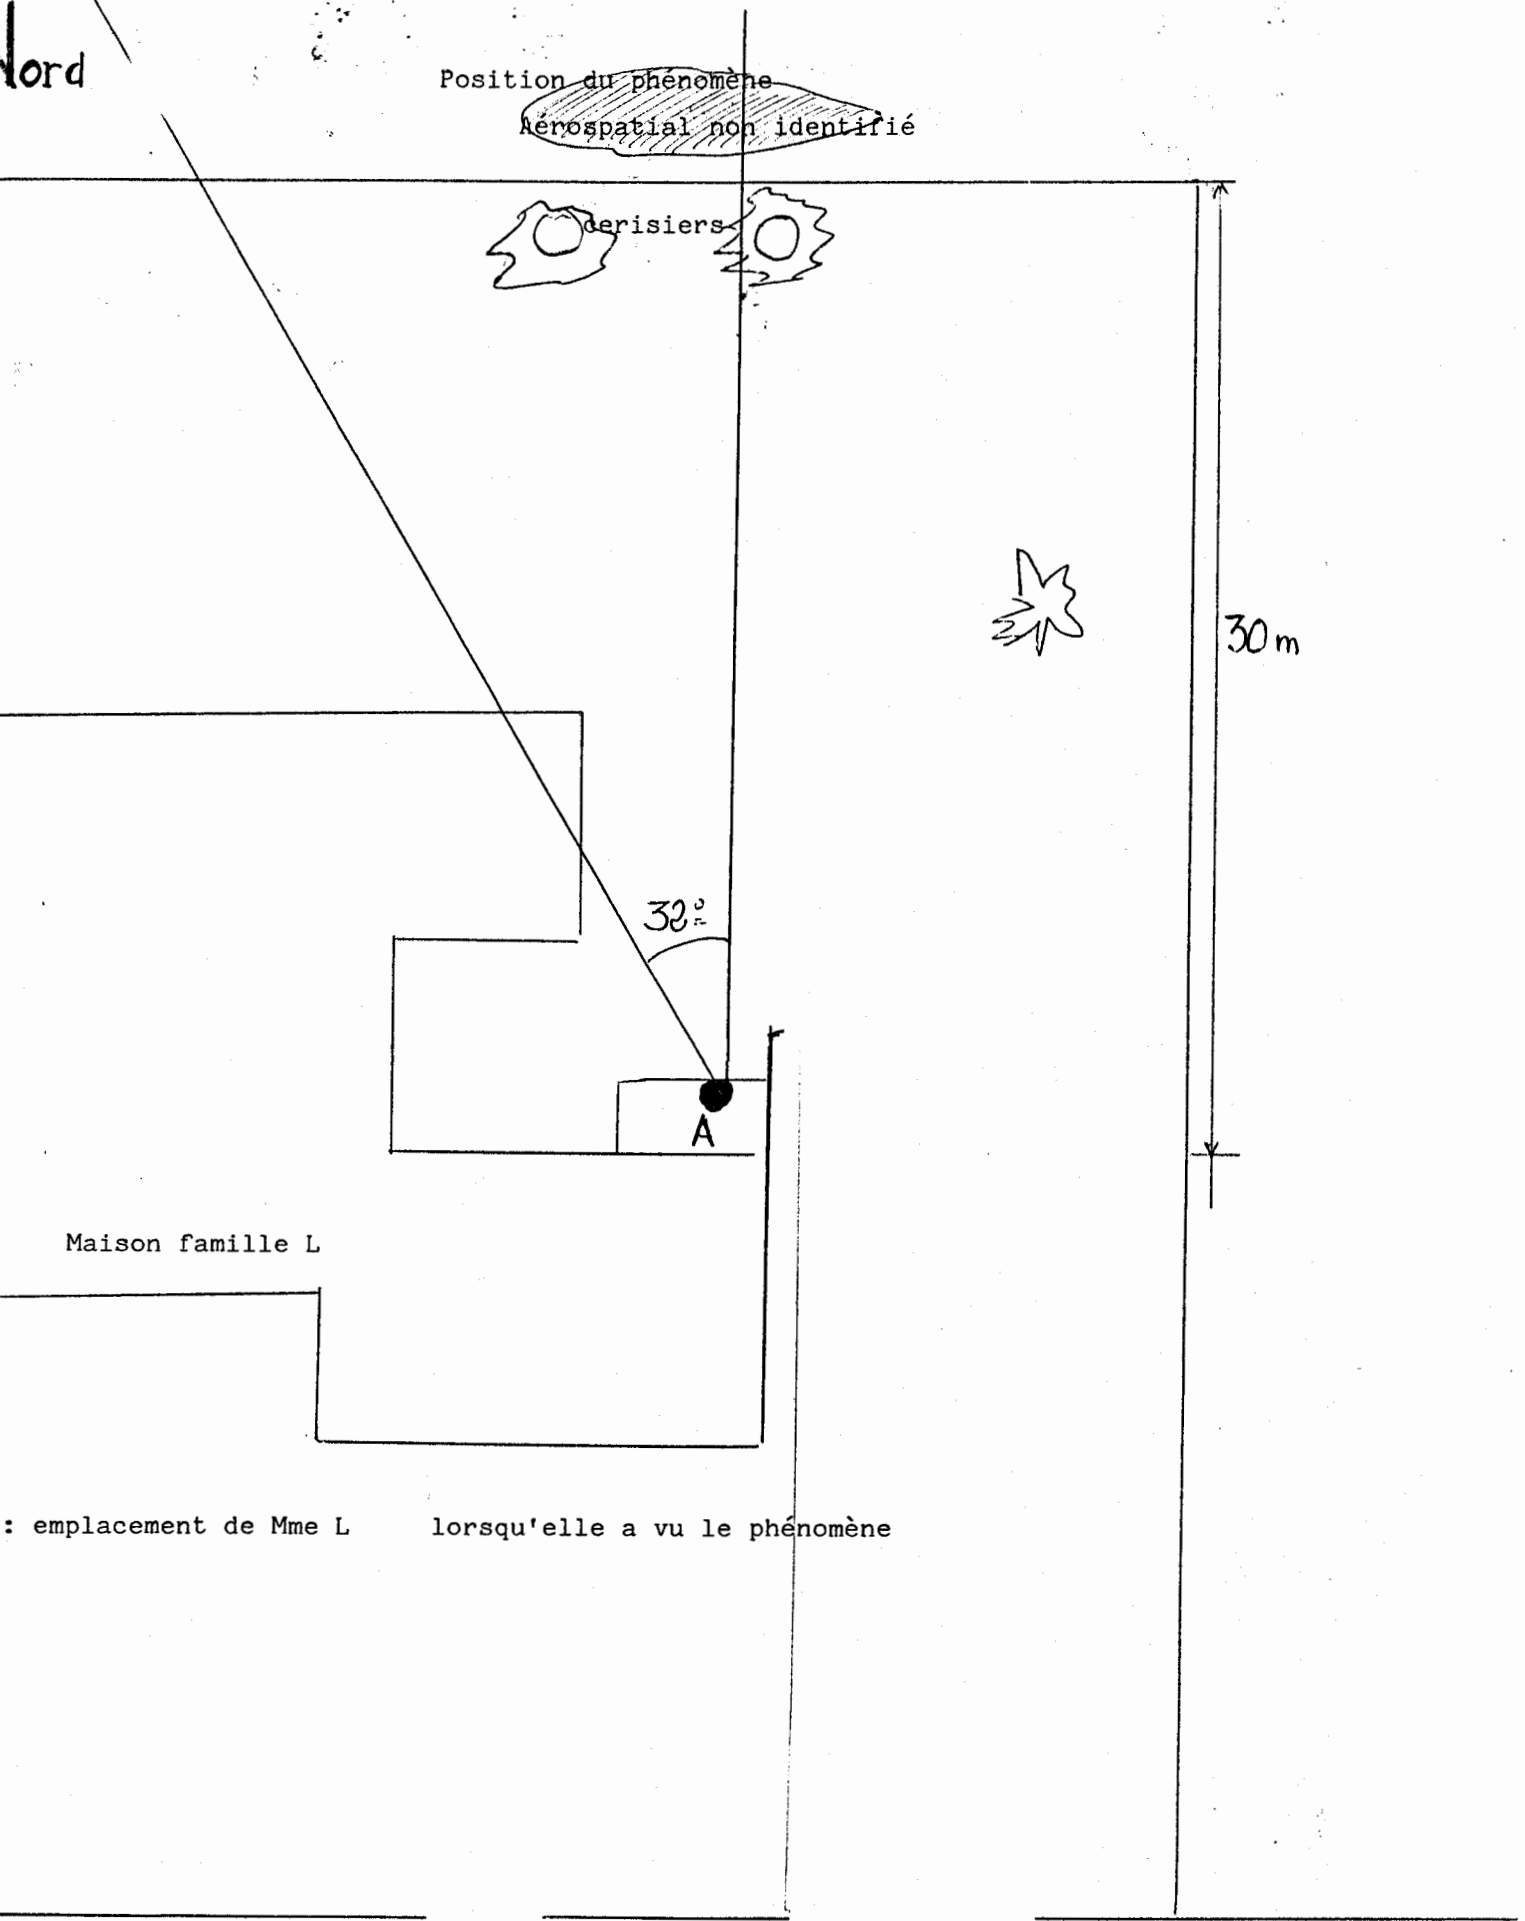 Nord
Position du phénomène
Aérospatial non identifié
cerisiers
30 m
32°
A
Maison famille L
: emplacement de Mme L lorsqu'elle a vu le phénomène